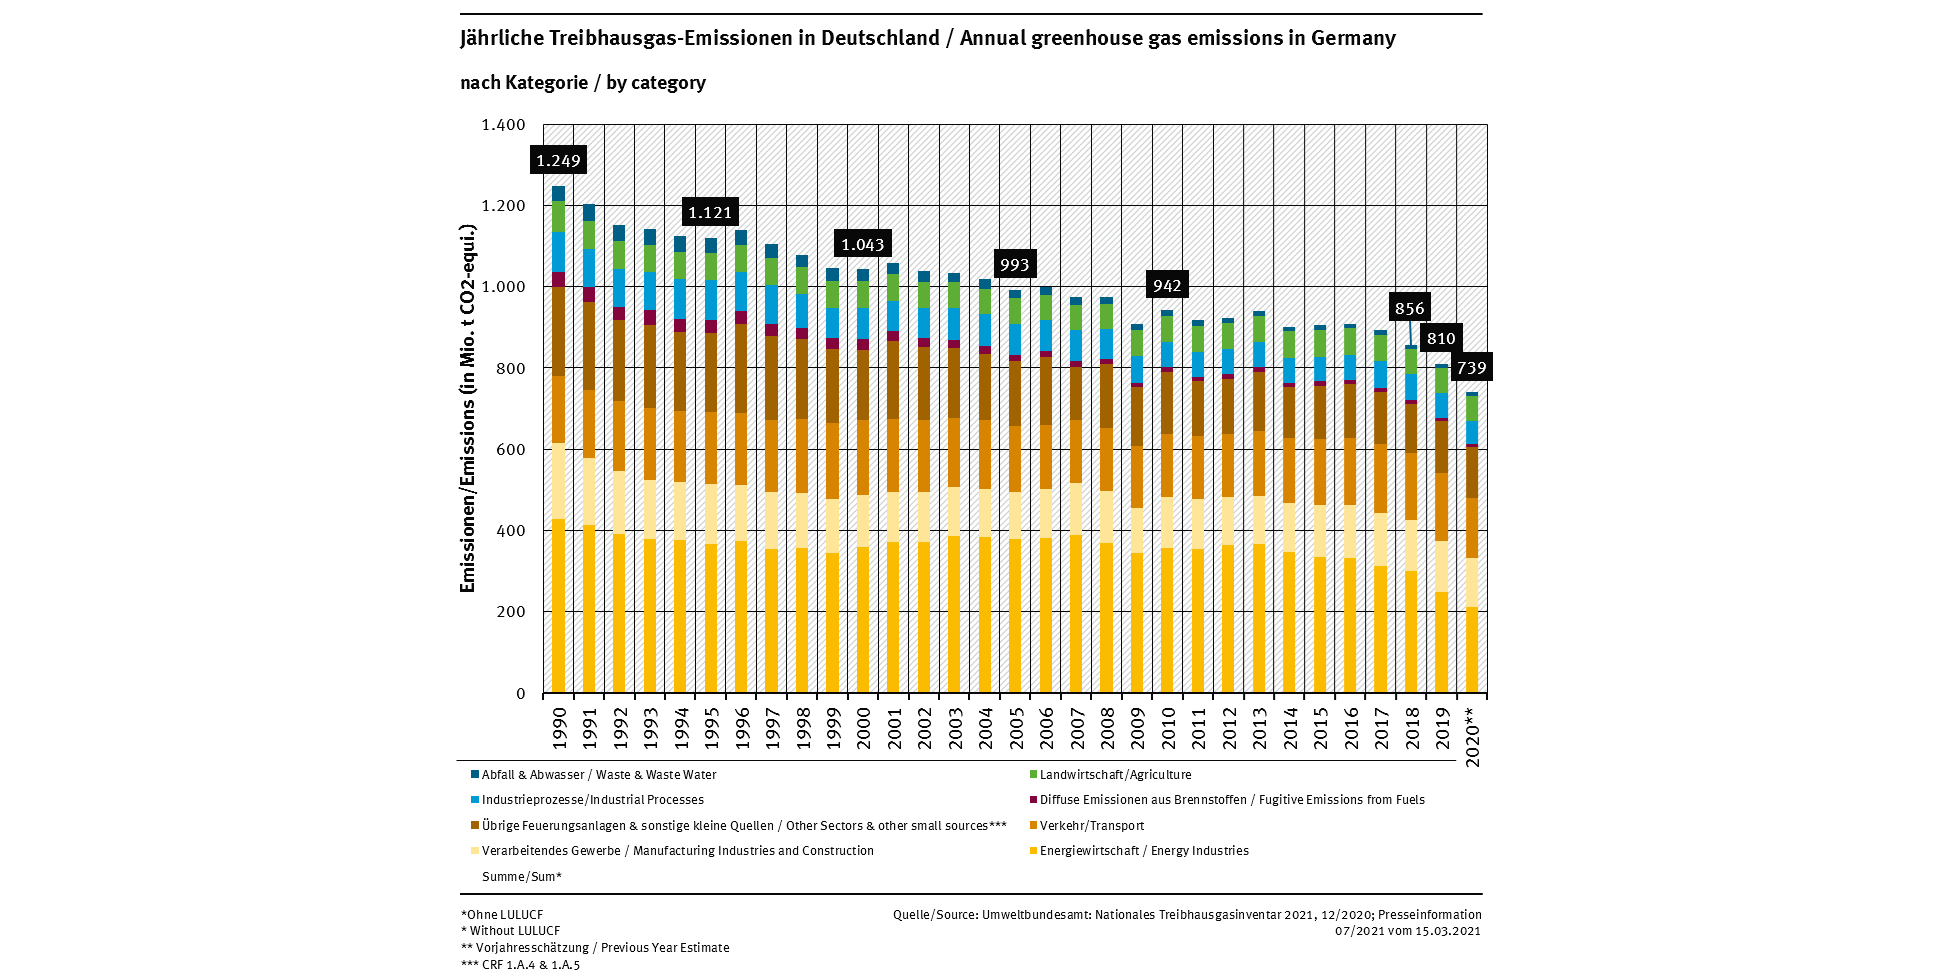 Jährliche Treibhausgas-Emissionen in Deutschland / Annual greenhouse gas emissions in Germany
nach Kategorie / by category
Emissionen/Emissions (in Mio. t CO2-equi.)
1.400
1.200
1.000
800
600
400
200
0
1.249
1.121
1.043
993
942
856
810
739
1990 1991 1992 1993 1994 1995 1996 1997 1998 1999 2000 2001 2002 2003 2004 2005 2006 2007 2008 2009 2010 2011 2012 2013 2014 2015 2016 2017 2018 2019 2020**
Abfall & Abwasser / Waste & Waste Water
Landwirtschaft/Agriculture
Industrieprozesse/Industrial Processes
Diffuse Emissionen aus Brennstoffen / Fugitive Emissions from Fuels
Übrige Feuerungsanlagen & sonstige kleine Quellen / Other Sectors & other small sources***
Verkehr/Transport
Verarbeitendes Gewerbe / Manufacturing Industries and Construction
Energiewirtschaft / Energy Industries
Summe/Sum*
*Ohne LULUCF
* Without LULUCF
** Vorjahresschätzung / Previous Year Estimate
*** CRF 1.A.4 & 1.A.5
Quelle/Source: Umweltbundesamt: Nationales Treibhausgasinventar 2021, 12/2020; Presseinformation
07/2021 vom 15.03.2021